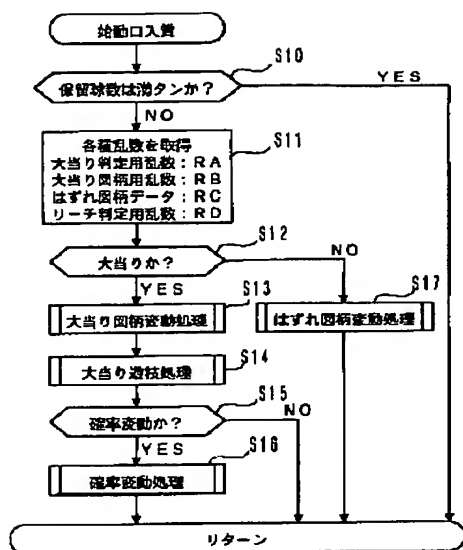 始動口入賞
S10
保留球数は満タンか？
YES
NO
各種乱数を取得
大当り判定用乱数：RA
大当り図柄用乱数：RB
はずれ図柄データ：RC
リーチ判定用乱数：RD
S11
S12
大当りか？
NO
YES
S13
S17
大当り図柄変動処理
はずれ図柄変動処理
S14
大当り遊技処理
S15
確率変動か？
NO
YES
S16
確率変動処理
リターン